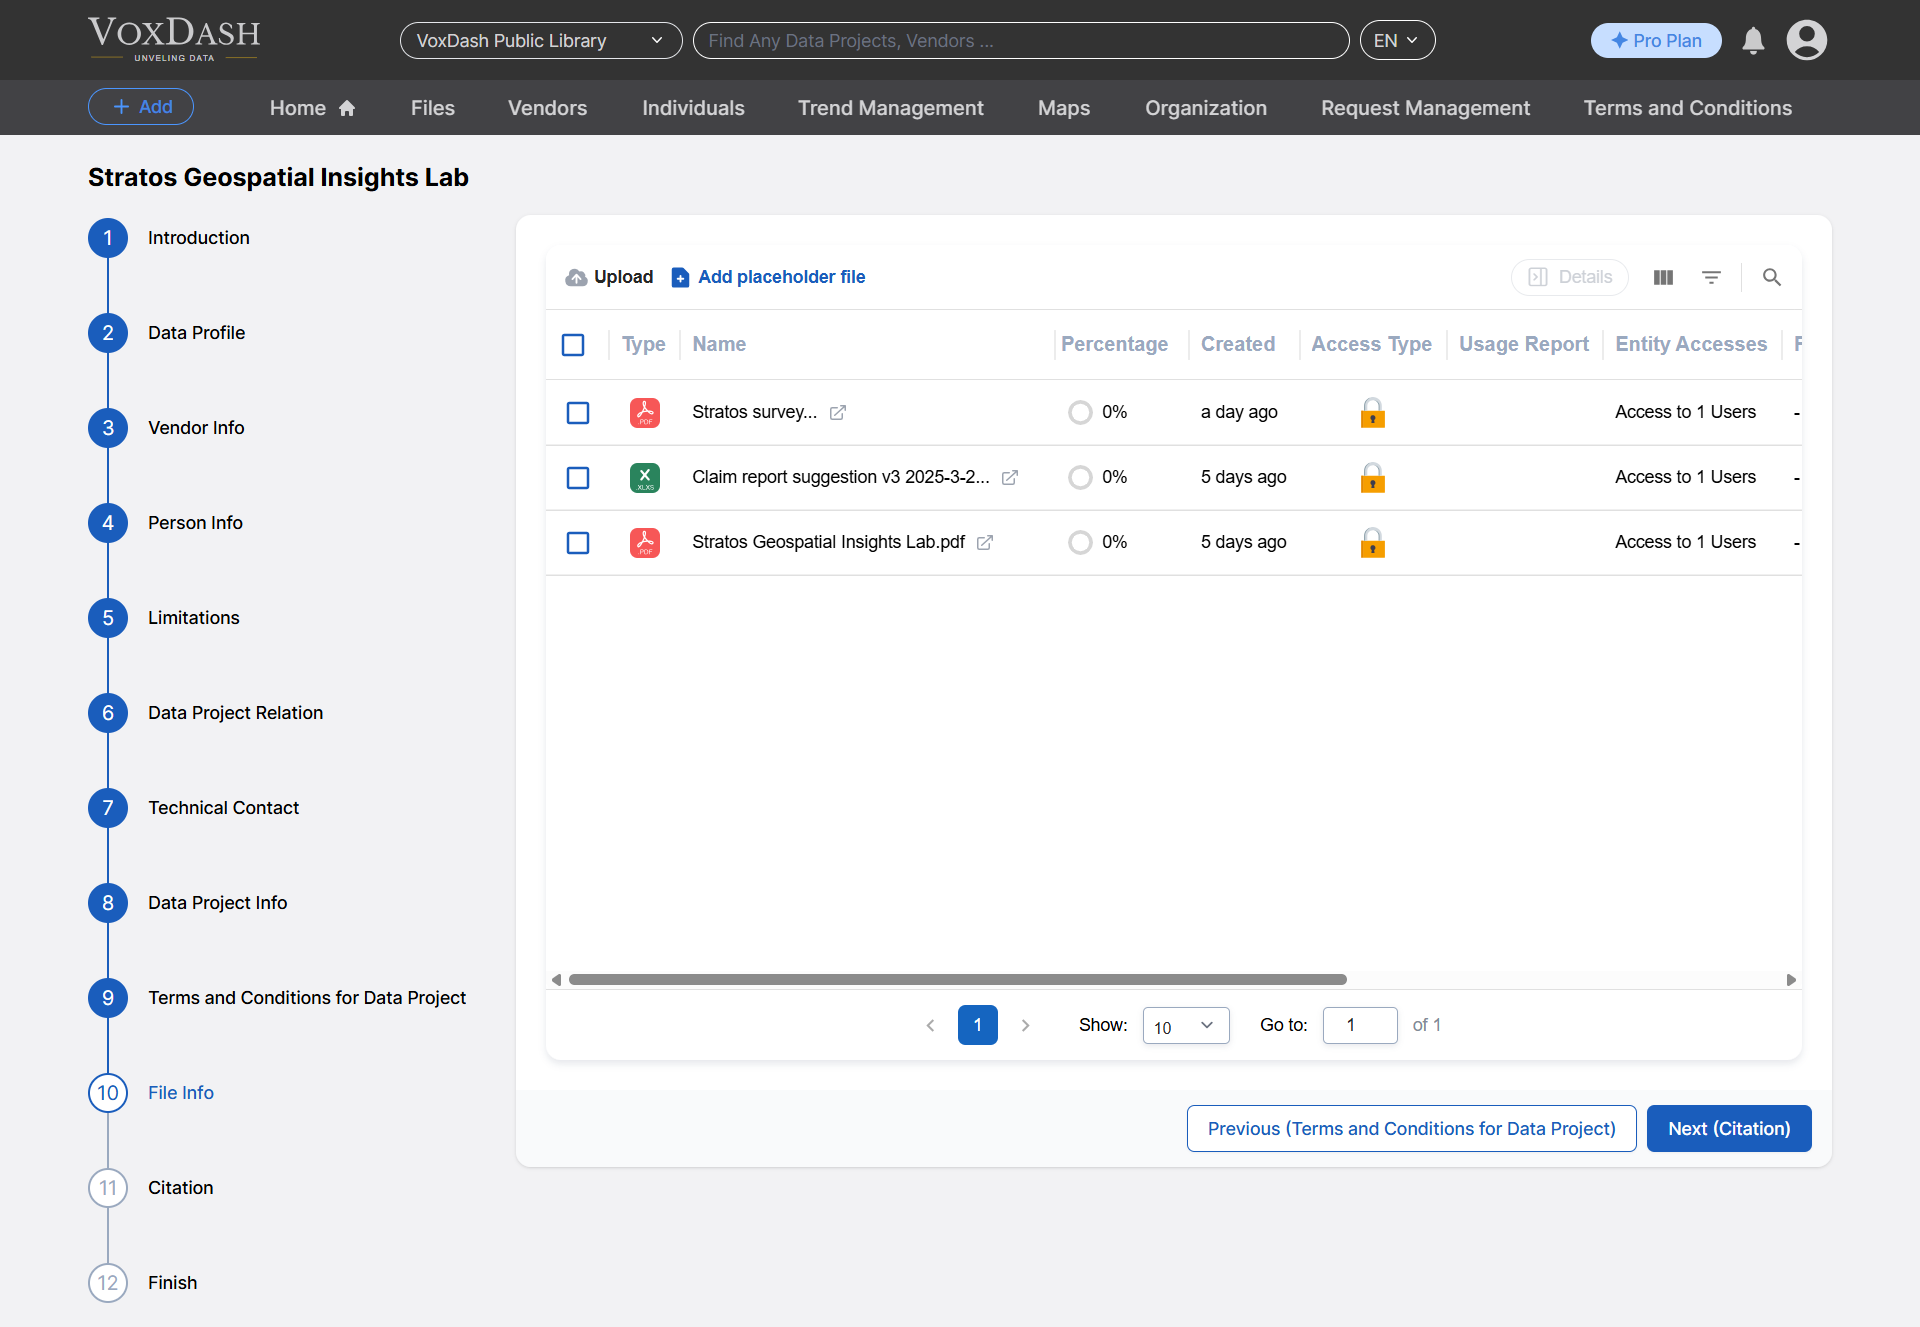 VOXDASH
UNVELING DATA
VoxDash Public Library
Find Any Data Projects, Vendors ...
EN
Pro Plan
Add
Home
Files
Vendors
Individuals
Trend Management
Maps
Organization
Request Management
Terms and Conditions
Stratos Geospatial Insights Lab
1 Introduction
2 Data Profile
3 Vendor Info
4 Person Info
5 Limitations
6 Data Project Relation
7 Technical Contact
8 Data Project Info
9 Terms and Conditions for Data Project
10 File Info
11 Citation
12 Finish
Upload
Add placeholder file
Details
Type Name Percentage Created Access Type Usage Report Entity Accesses
PDF Stratos survey... 0% a day ago Access to 1 Users -
X .XLXS Claim report suggestion v3 2025-3-2... 0% 5 days ago Access to 1 Users -
PDF Stratos Geospatial Insights Lab.pdf 0% 5 days ago Access to 1 Users -
1 Show: 10 Go to: 1 of 1
Previous (Terms and Conditions for Data Project)
Next (Citation)